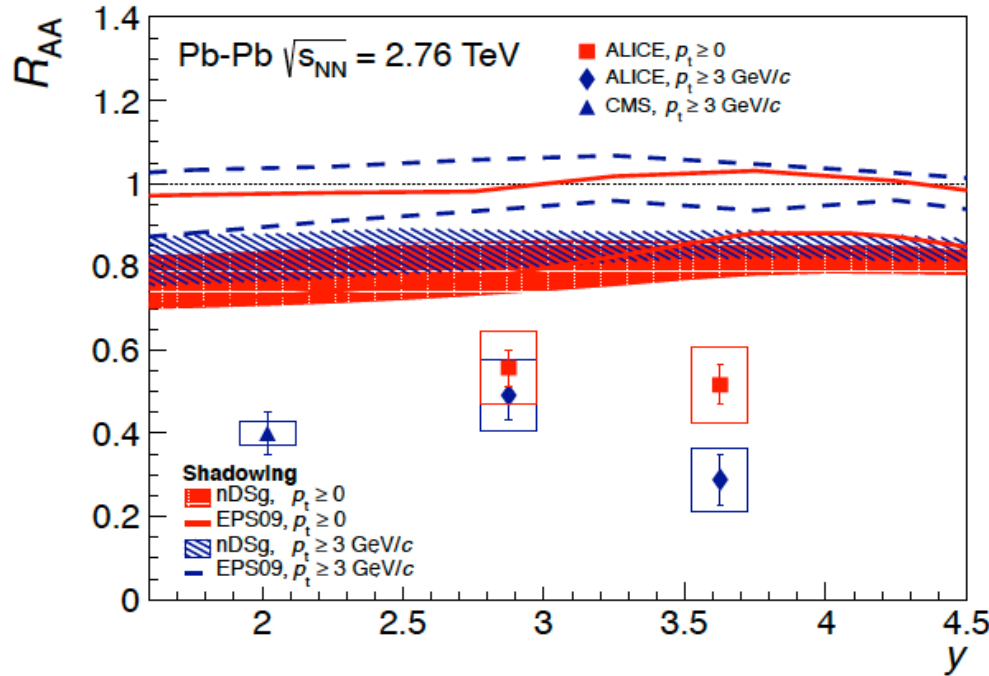 R_AA
1.4
1.2
1
0.8
0.6
0.4
0.2
0
Pb-Pb √s_NN = 2.76 TeV
ALICE, p_t ≥ 0
ALICE, p_t ≥ 3 GeV/c
CMS, p_t ≥ 3 GeV/c
Shadowing
nDSg, p_t ≥ 0
EPS09, p_t ≥ 0
nDSg, p_t ≥ 3 GeV/c
EPS09, p_t ≥ 3 GeV/c
2 2.5 3 3.5 4 4.5
y